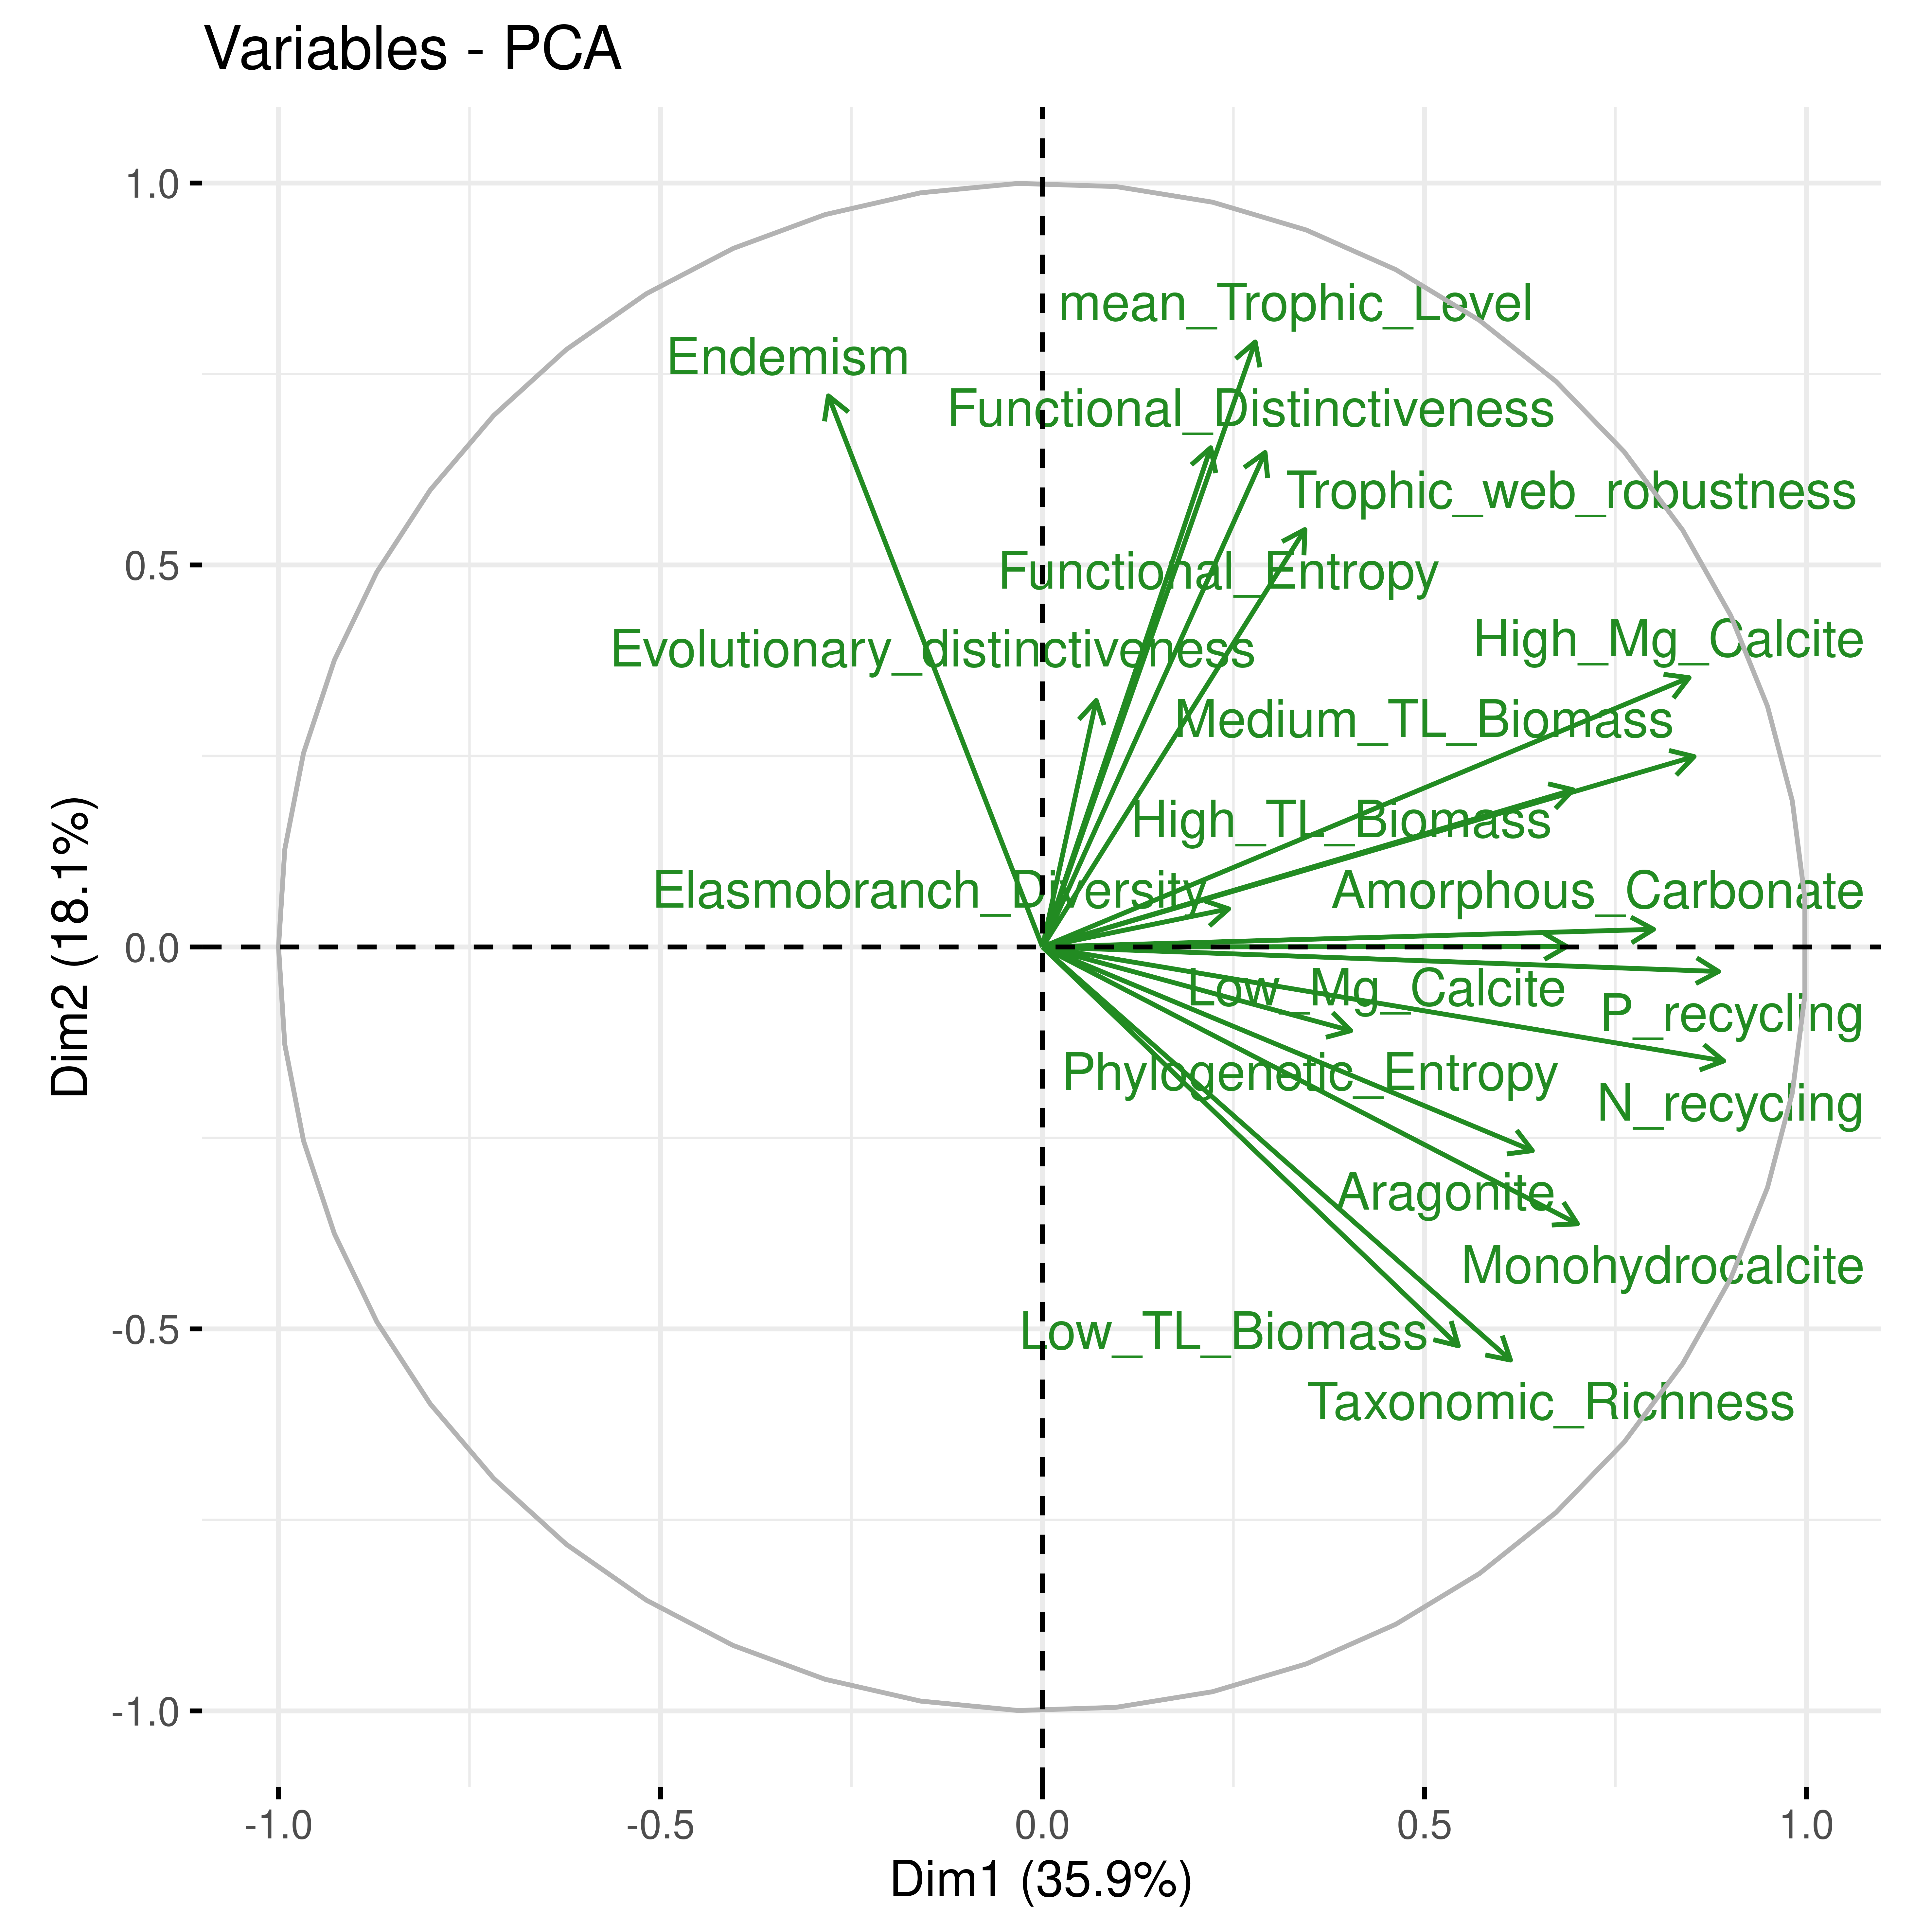 Variables - PCA
1.0
mean_Trophic_Level
Endemism
Functional_Distinctiveness
Trophic_web_robustness
0.5
Functional_Entropy
High_Mg_Calcite
Evolutionary_distinctiveness
Medium_TL_Biomass
High_TL_Biomass
Elasmobranch_Diversity
Amorphous_Carbonate
0.0
Low_Mg_Calcite
P_recycling
Phylogenetic_Entropy
N_recycling
Aragonite
Monohydrocalcite
-0.5
Low_TL_Biomass
Taxonomic_Richness
-1.0
Dim2 (18.1%)
-1.0 -0.5 0.0 0.5 1.0
Dim1 (35.9%)